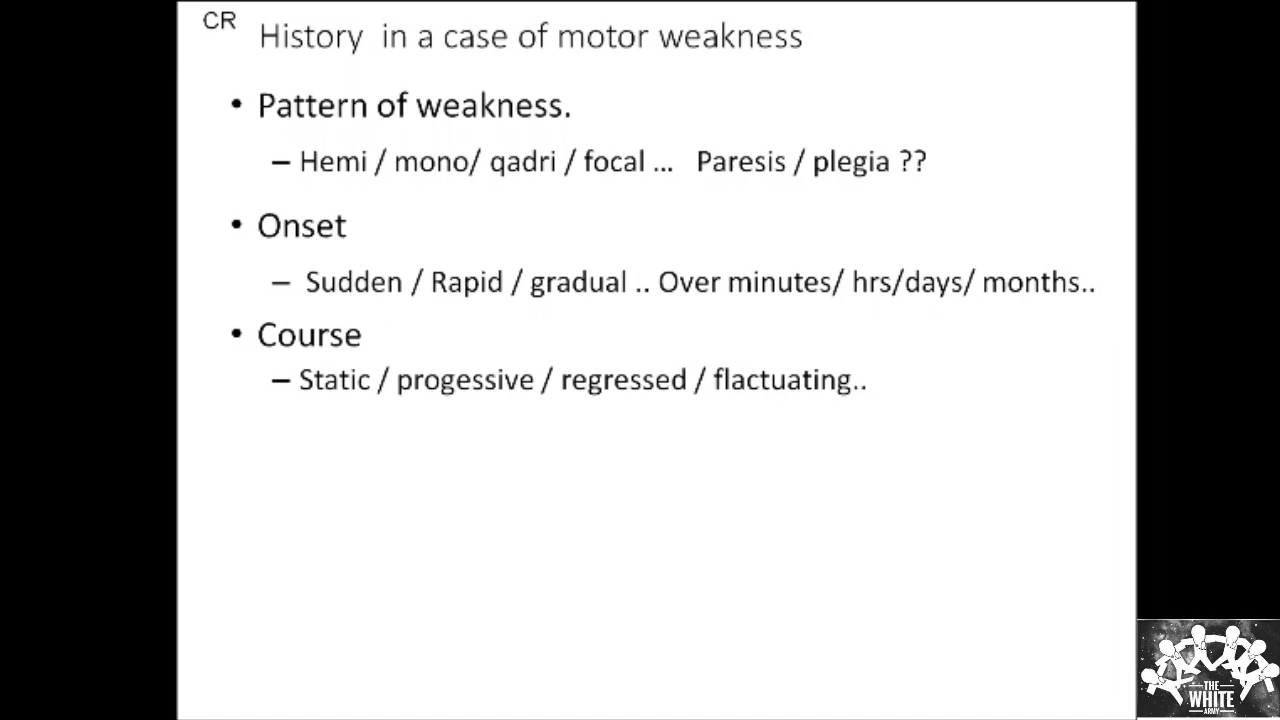 CR
History in a case of motor weakness
• Pattern of weakness.
– Hemi / mono/ qadri / focal ... Paresis / plegia ??
• Onset
– Sudden / Rapid / gradual .. Over minutes/ hrs/days/ months..
• Course
– Static / progessive / regressed / flactuating..
THE
WHITE
ARMY